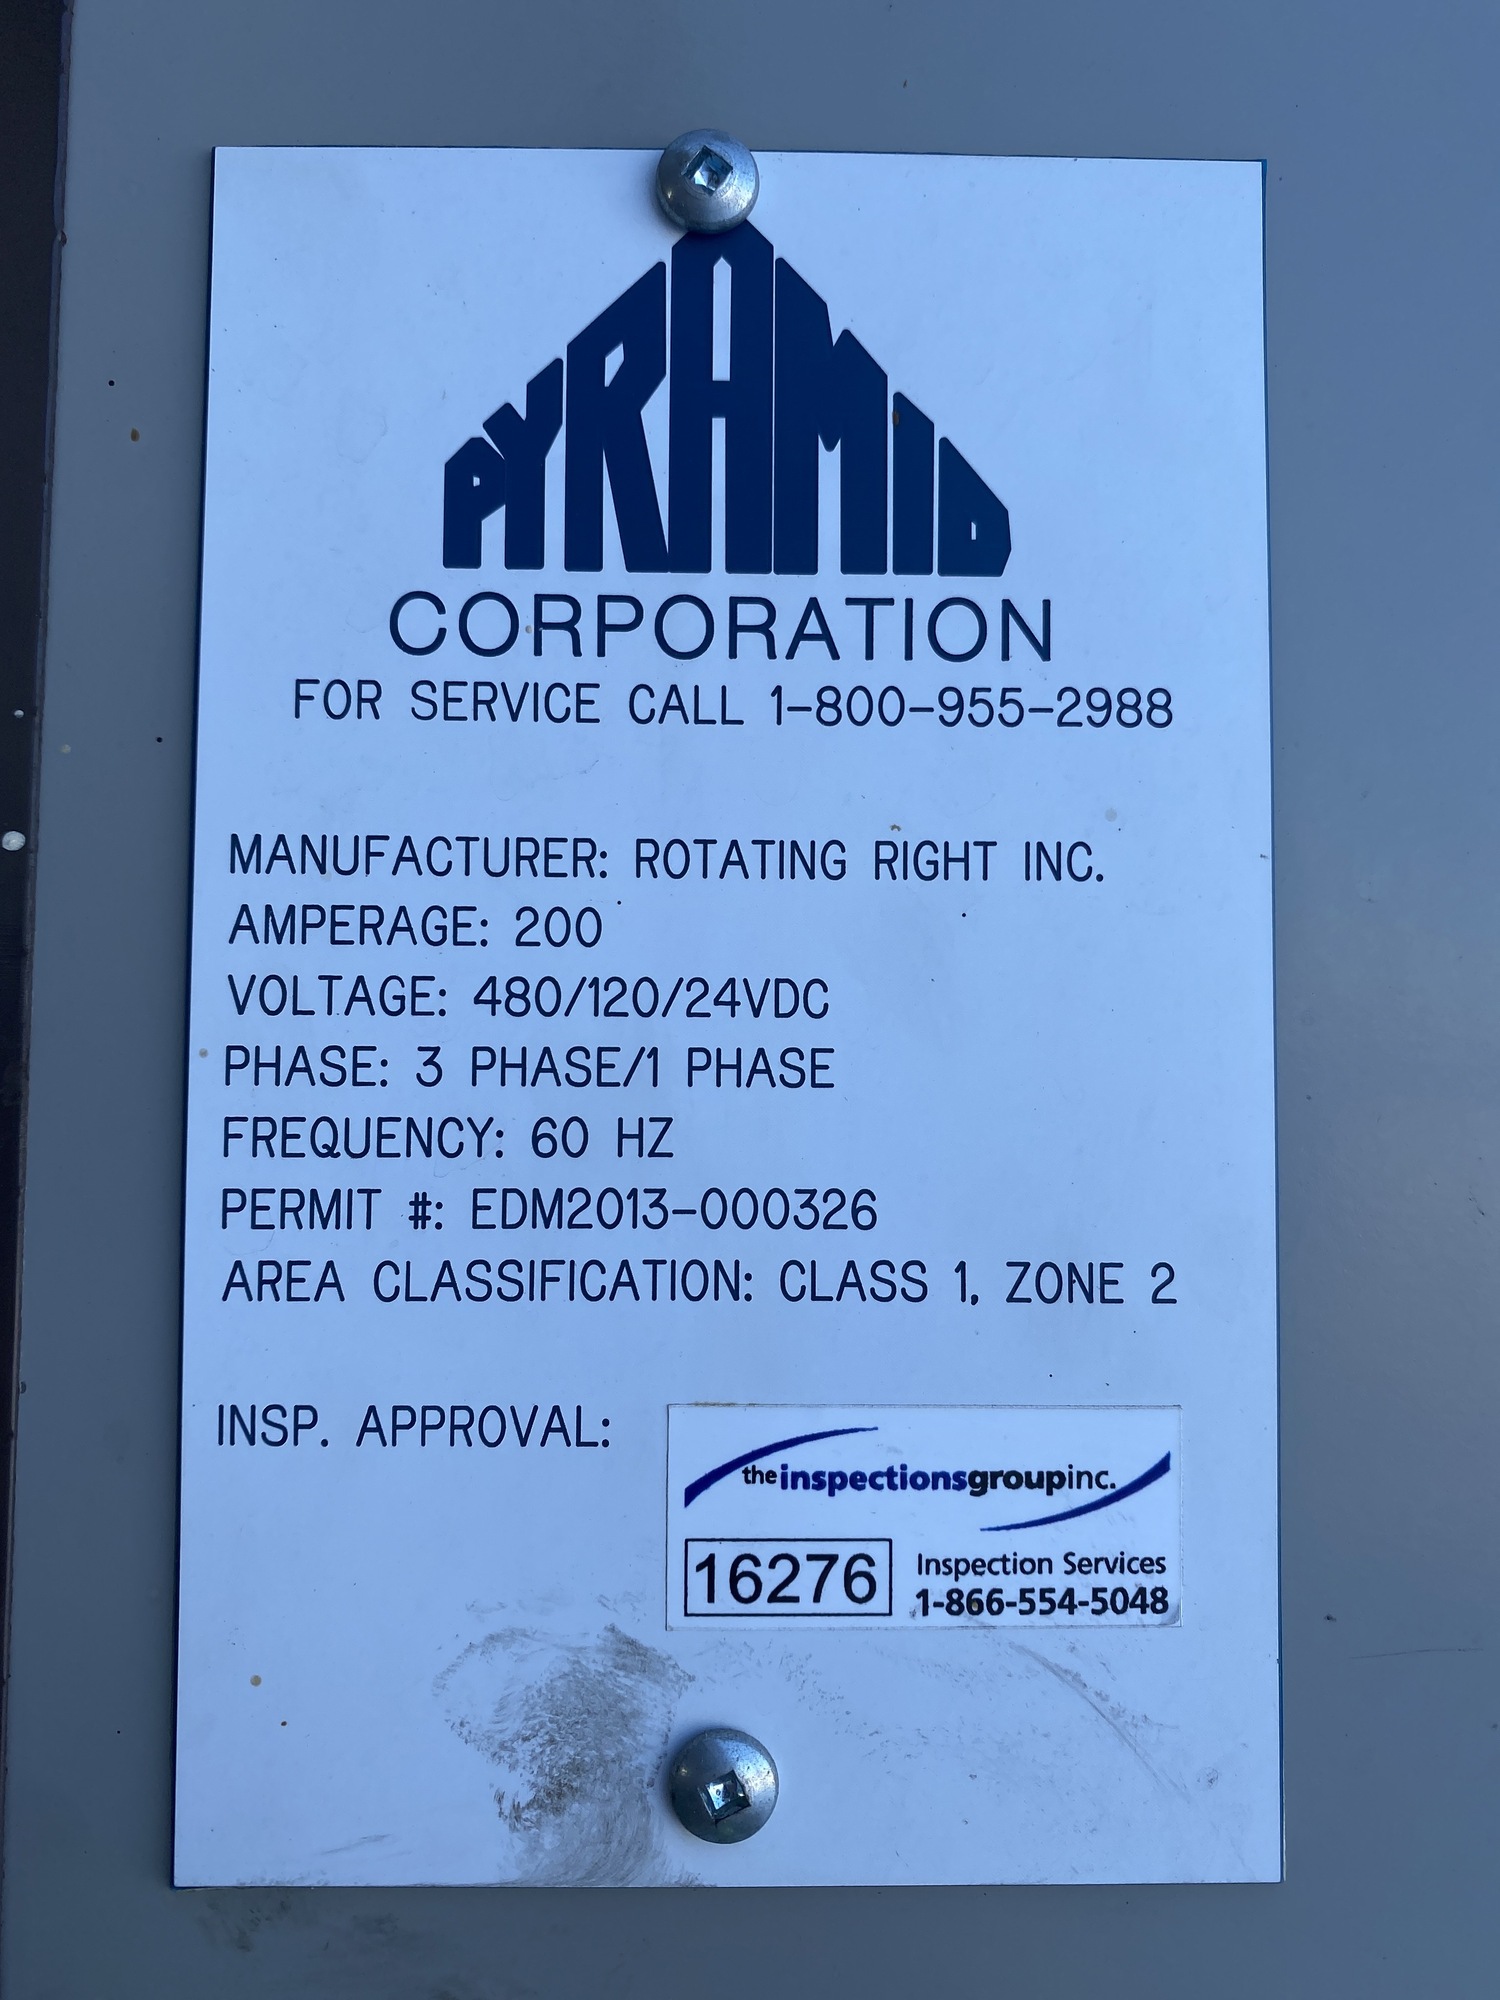 PYRAMID
CORPORATION
FOR SERVICE CALL 1-800-955-2988
MANUFACTURER: ROTATING RIGHT INC.
AMPERAGE: 200
VOLTAGE: 480/120/24VDC
PHASE: 3 PHASE/1 PHASE
FREQUENCY: 60 HZ
PERMIT #: EDM2013-000326
AREA CLASSIFICATION: CLASS 1, ZONE 2
INSP. APPROVAL:
theinspectionsgroupinc.
16276
Inspection Services
1-866-554-5048